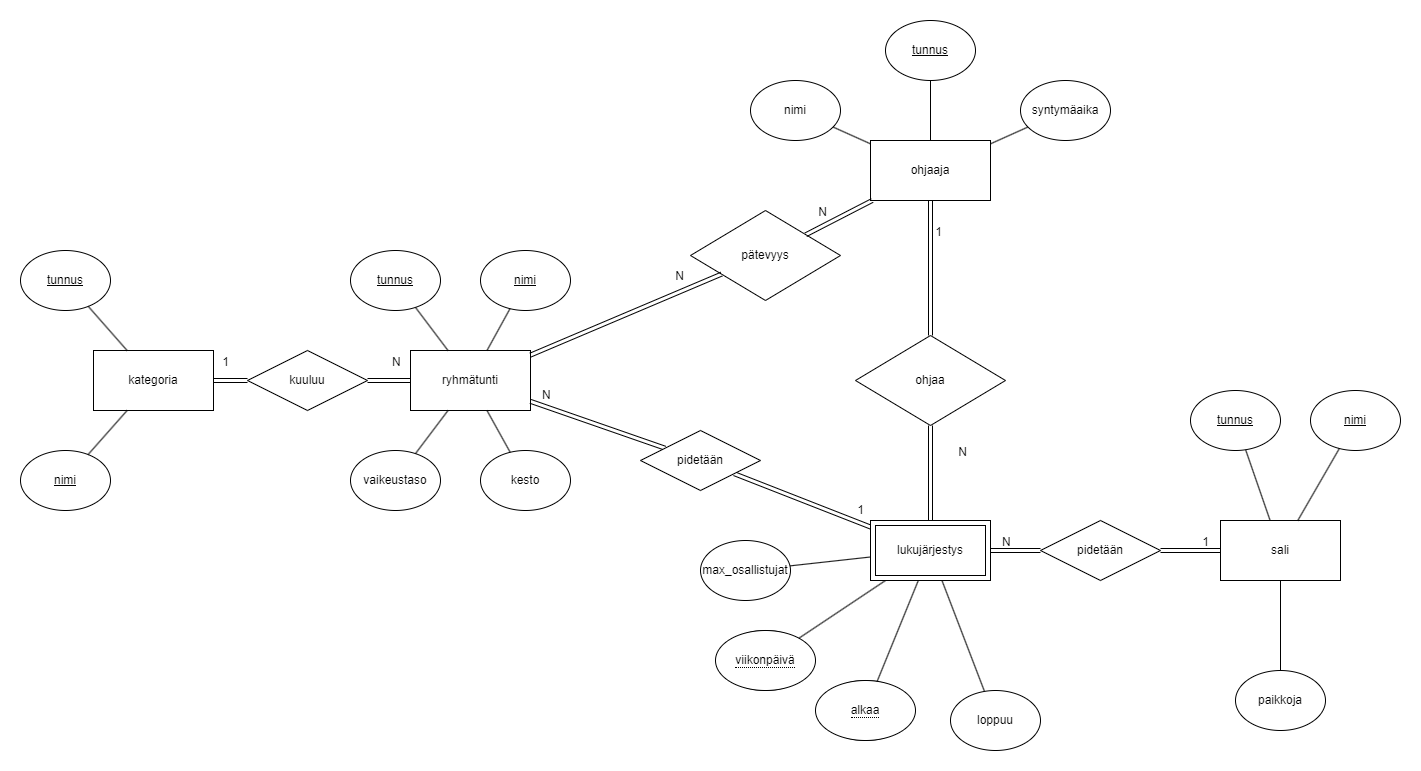 tunnus
nimi
syntymäaika
ohjaaja
N
1
pätevyys
N
tunnus
tunnus
nimi
1
N
kategoria
kuuluu
ryhmätunti
ohjaa
N
tunnus
nimi
N
pidetään
nimi
vaikeustaso
kesto
1
N
1
lukujärjestys
pidetään
sali
max_osallistujat
viikonpäivä
alkaa
loppuu
paikkoja